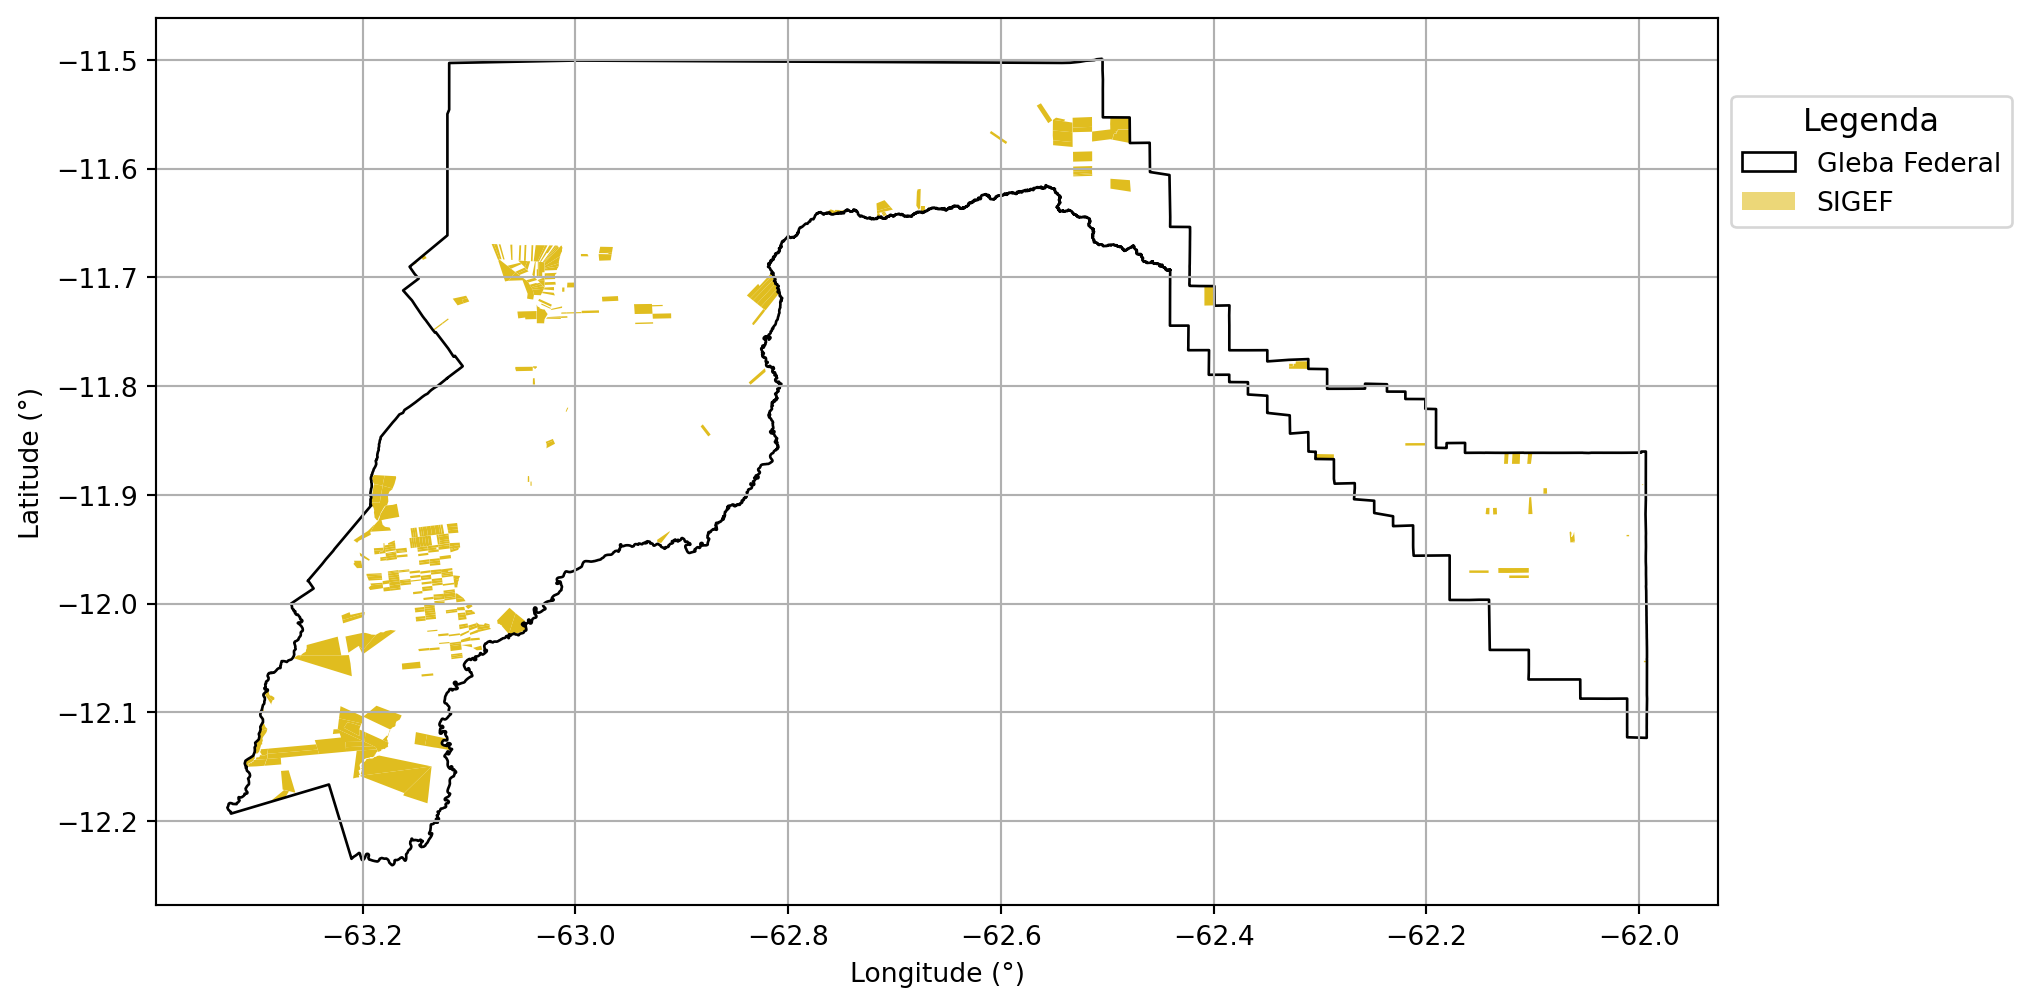 Legenda
Gleba Federal
SIGEF
Latitude (°)
−11.5
−11.6
−11.7
−11.8
−11.9
−12.0
−12.1
−12.2
−63.2 −63.0 −62.8 −62.6 −62.4 −62.2 −62.0
Longitude (°)